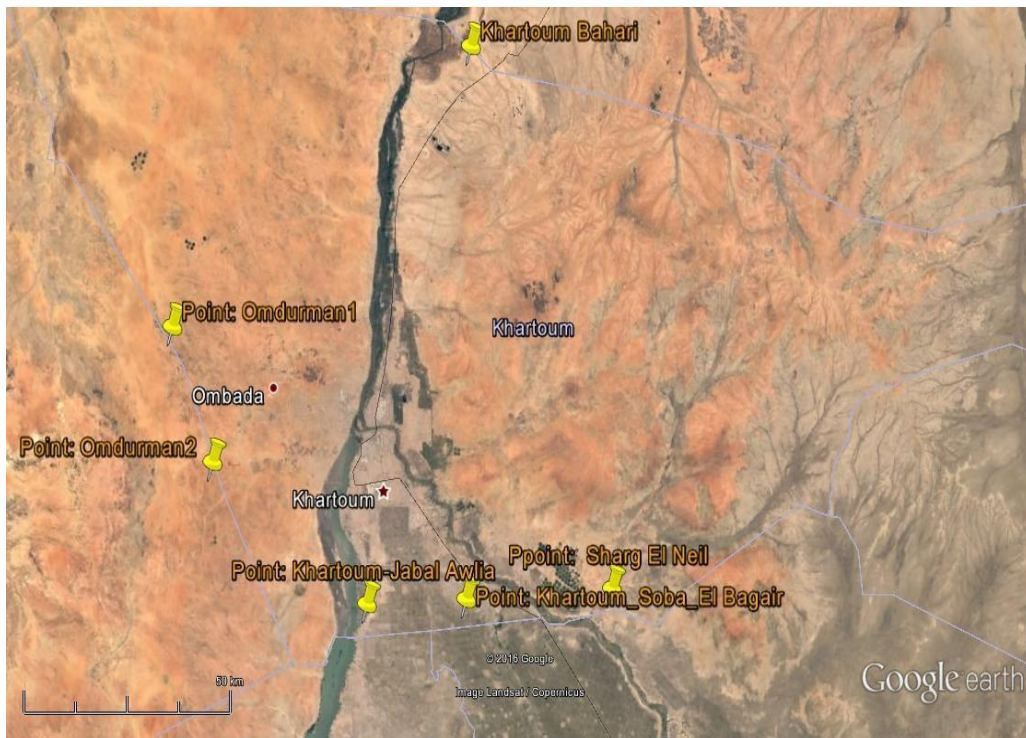 Khartoum Bahari
Point: Omdurman1
Khartoum
Ombada
Point: Omdurman2
Khartoum
Ppoint: Sharg El Neil
Point: Khartoum-Jabal Awlia
Point: Khartoum_Soba_El Bagair
© 2016 Google
50 km
Image Landsat / Copernicus
Google earth